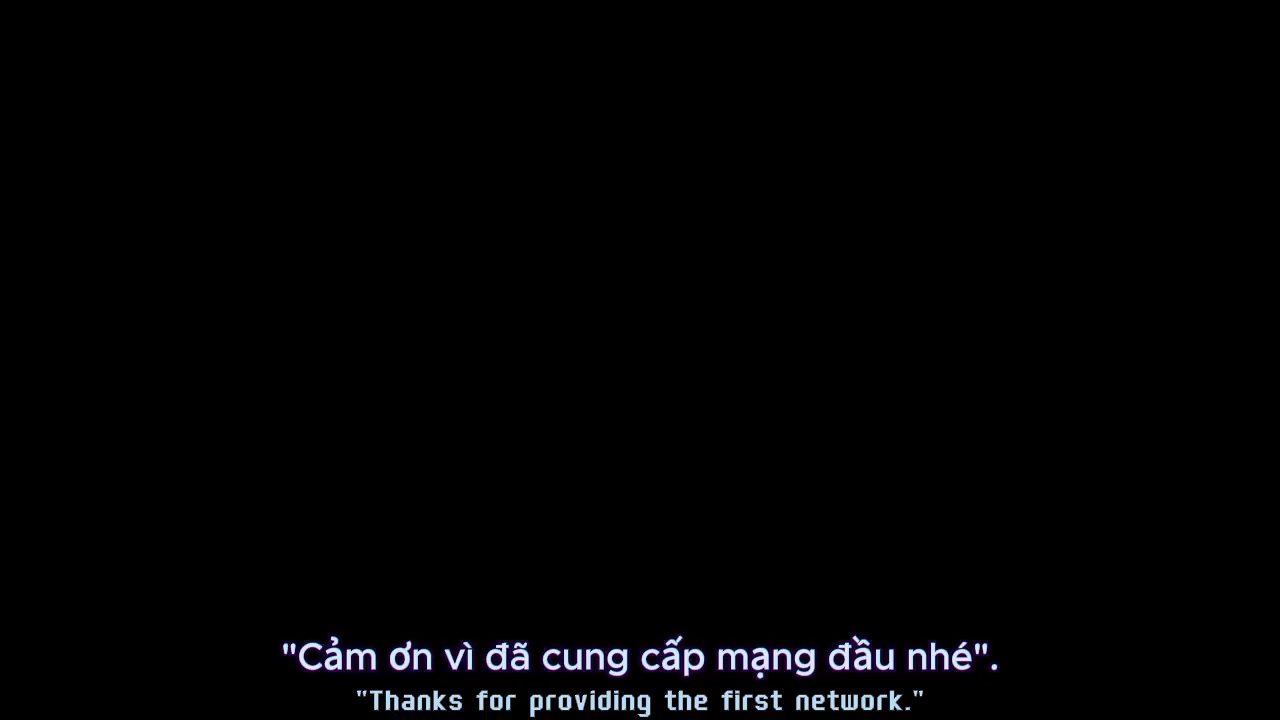 "Cảm ơn vì đã cung cấp mạng đầu nhé".
"Thanks for providing the first network."